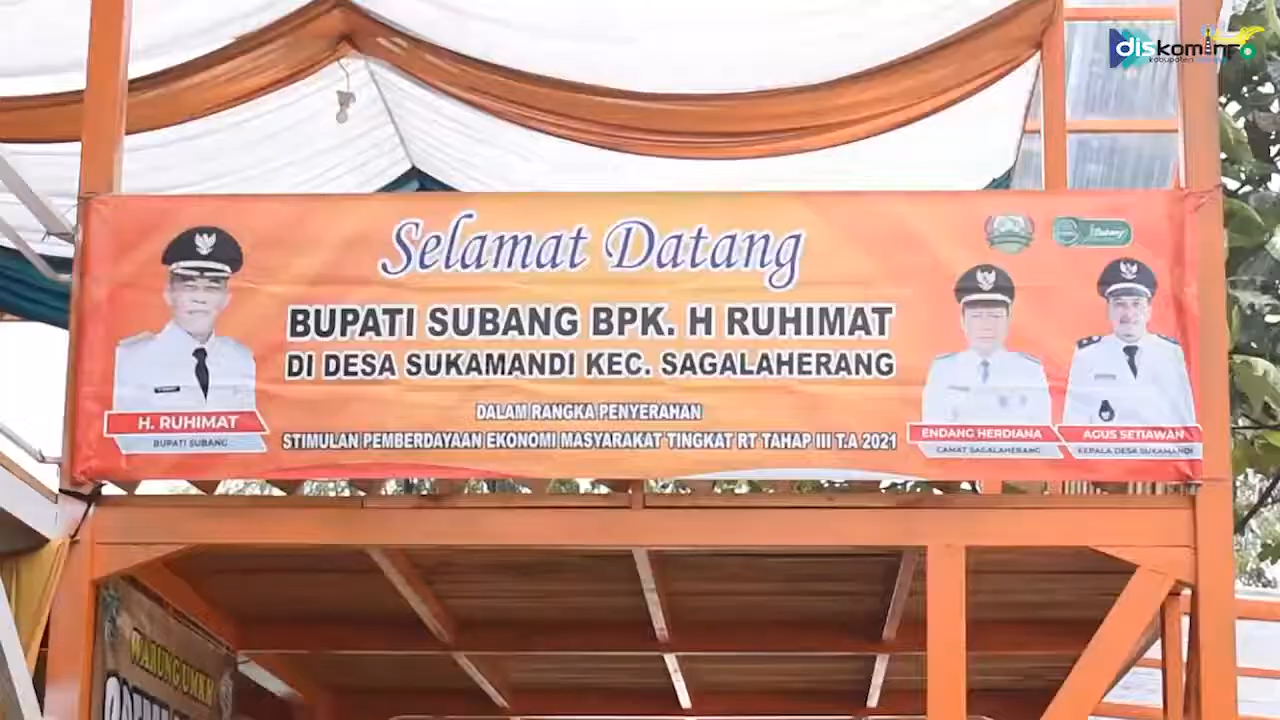 diskominfo
kabupaten
Selamat Datang
BUPATI SUBANG BPK. H RUHIMAT
DI DESA SUKAMANDI KEC. SAGALAHERANG
DALAM RANGKA PENYERAHAN
STIMULAN PEMBERDAYAAN EKONOMI MASYARAKAT TINGKAT RT TAHAP III T.A 2021
H. RUHIMAT
BUPATI SUBANG
ENDANG HERDIANA
CAMAT SAGALAHERANG
AGUS SETIAWAN
KEPALA DESA SUKAMANDI
WARUNG UMKM